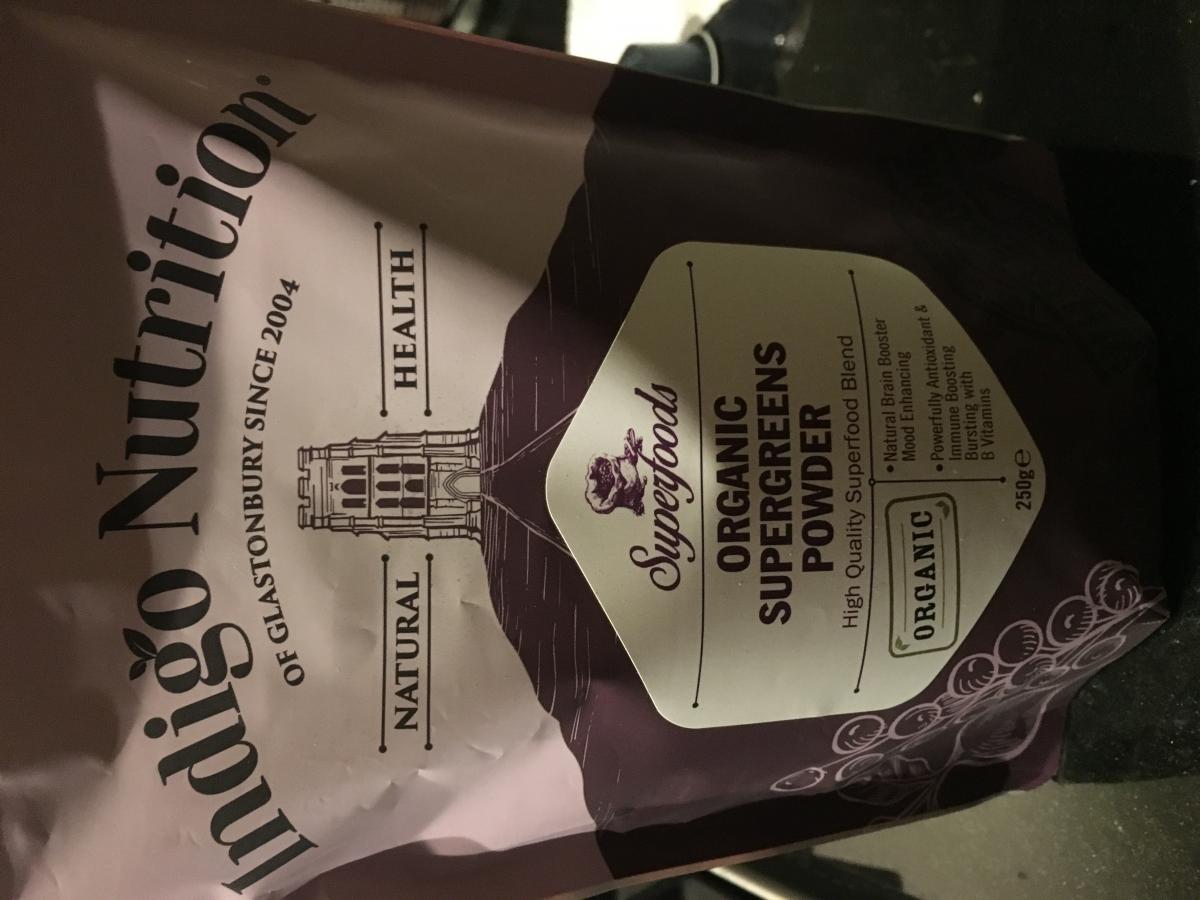 Indigo Nutrition®
OF GLASTONBURY SINCE 2004
NATURAL HEALTH
Superfoods
ORGANIC
SUPERGREENS
POWDER
High Quality Superfood Blend
ORGANIC
• Natural Brain Booster
Mood Enhancing
• Powerfully Antioxidant &
Immune Boosting
Bursting with
B Vitamins
250g℮